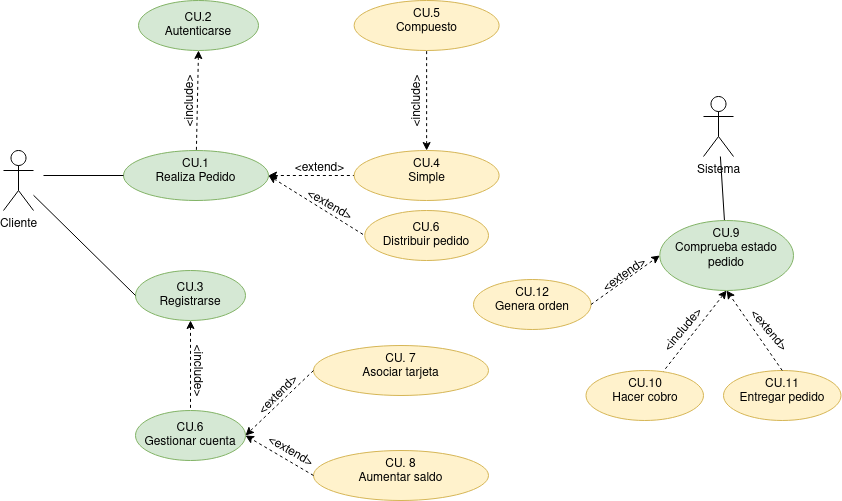 CU.2
Autenticarse
CU.5
Compuesto
<include>
<include>
CU.1
Realiza Pedido
<extend>
CU.4
Simple
<extend>
CU.6
Distribuir pedido
Cliente
CU.3
Registrarse
<include>
CU.6
Gestionar cuenta
<extend>
CU. 7
Asociar tarjeta
<extend>
CU. 8
Aumentar saldo
Sistema
CU.9
Comprueba estado
pedido
<extend>
CU.12
Genera orden
<include>
<extend>
CU.10
Hacer cobro
CU.11
Entregar pedido